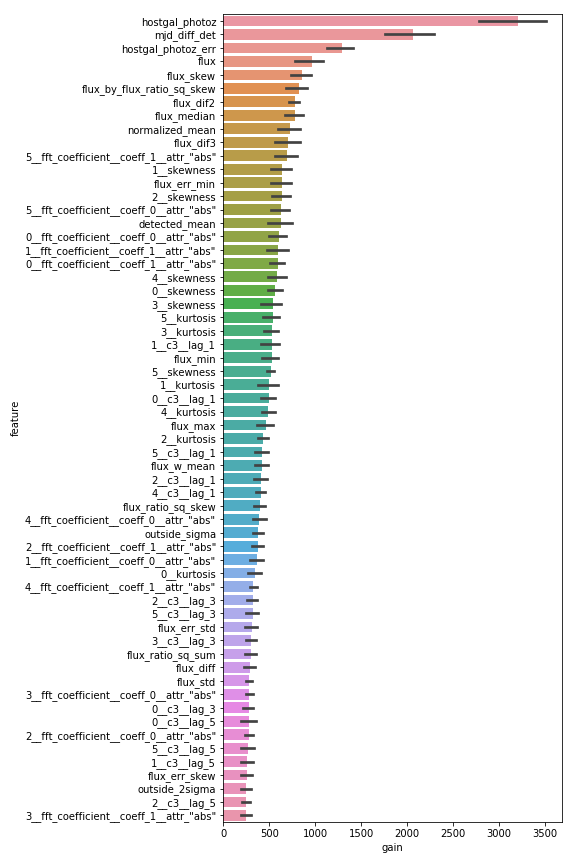 hostgal_photoz
mjd_diff_det
hostgal_photoz_err
flux
flux_skew
flux_by_flux_ratio_sq_skew
flux_dif2
flux_median
normalized_mean
flux_dif3
5__fft_coefficient__coeff_1__attr_"abs"
1__skewness
flux_err_min
2__skewness
5__fft_coefficient__coeff_0__attr_"abs"
detected_mean
0__fft_coefficient__coeff_0__attr_"abs"
1__fft_coefficient__coeff_1__attr_"abs"
0__fft_coefficient__coeff_1__attr_"abs"
4__skewness
0__skewness
3__skewness
5__kurtosis
3__kurtosis
1__c3__lag_1
flux_min
5__skewness
1__kurtosis
0__c3__lag_1
4__kurtosis
flux_max
2__kurtosis
5__c3__lag_1
flux_w_mean
2__c3__lag_1
4__c3__lag_1
flux_ratio_sq_skew
4__fft_coefficient__coeff_0__attr_"abs"
outside_sigma
2__fft_coefficient__coeff_1__attr_"abs"
1__fft_coefficient__coeff_0__attr_"abs"
0__kurtosis
4__fft_coefficient__coeff_1__attr_"abs"
2__c3__lag_3
5__c3__lag_3
flux_err_std
3__c3__lag_3
flux_ratio_sq_sum
flux_diff
flux_std
3__fft_coefficient__coeff_0__attr_"abs"
0__c3__lag_3
0__c3__lag_5
2__fft_coefficient__coeff_0__attr_"abs"
5__c3__lag_5
1__c3__lag_5
flux_err_skew
outside_2sigma
2__c3__lag_5
3__fft_coefficient__coeff_1__attr_"abs"
feature
0 500 1000 1500 2000 2500 3000 3500
gain